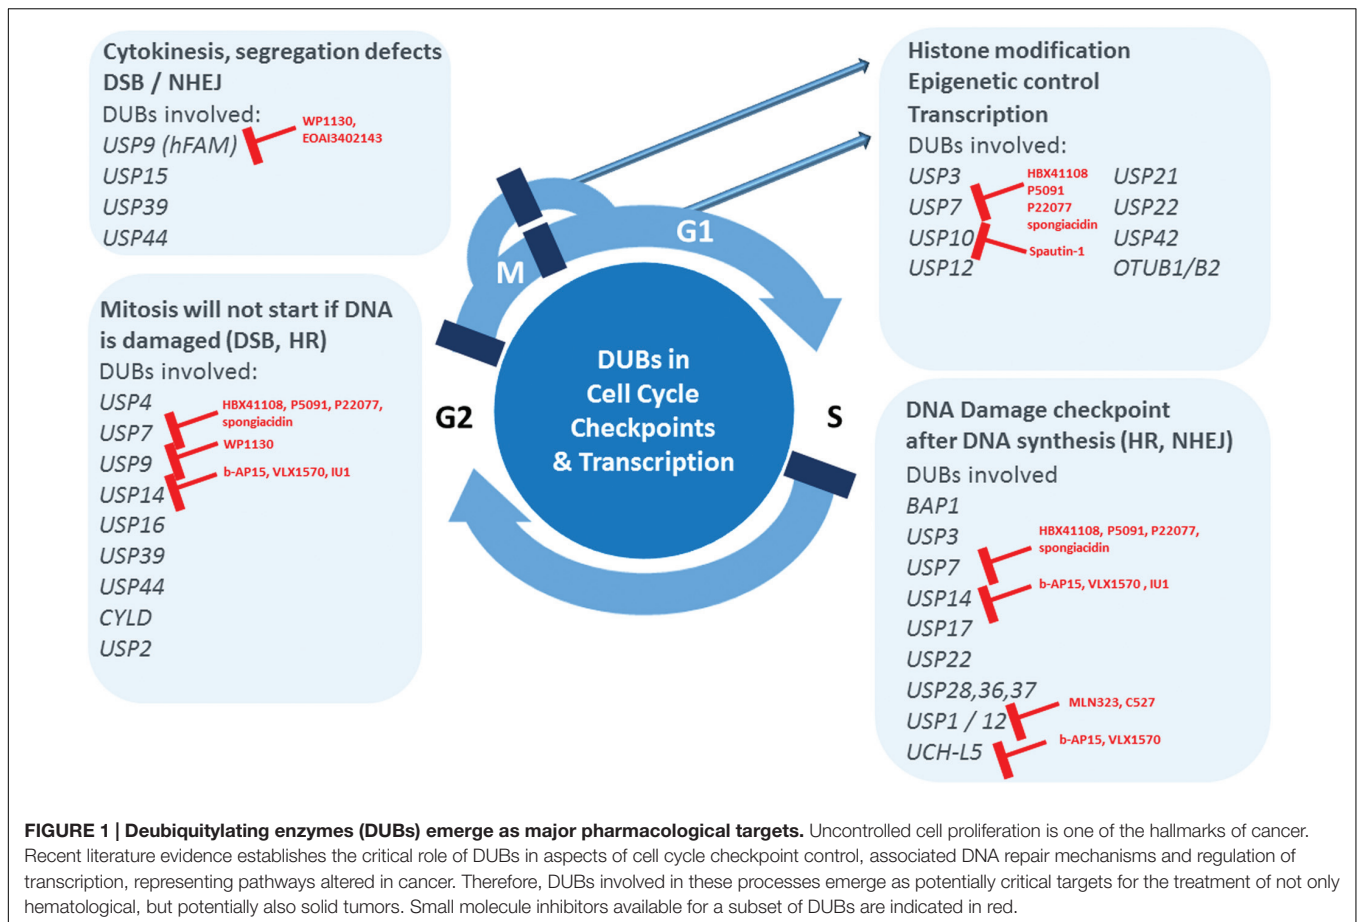 Cytokinesis, segregation defects
DSB / NHEJ
DUBs involved:
USP9 (hFAM)
WP1130,
EOAI3402143
USP15
USP39
USP44
Mitosis will not start if DNA
is damaged (DSB, HR)
DUBs involved:
USP4
HBX41108, P5091, P22077,
spongiacidin
USP7
WP1130
USP9
b-AP15, VLX1570, IU1
USP14
USP16
USP39
USP44
CYLD
USP2
M
G1
S
G2
DUBs in
Cell Cycle
Checkpoints
& Transcription
Histone modification
Epigenetic control
Transcription
DUBs involved:
USP3
USP7
USP10
USP12
HBX41108
P5091
P22077
spongiacidin
Spautin-1
USP21
USP22
USP42
OTUB1/B2
DNA Damage checkpoint
after DNA synthesis (HR, NHEJ)
DUBs involved
BAP1
USP3
HBX41108, P5091, P22077,
spongiacidin
USP7
b-AP15, VLX1570 , IU1
USP14
USP17
USP22
USP28,36,37
MLN323, C527
USP1 / 12
b-AP15, VLX1570
UCH-L5
FIGURE 1 | Deubiquitylating enzymes (DUBs) emerge as major pharmacological targets. Uncontrolled cell proliferation is one of the hallmarks of cancer.
Recent literature evidence establishes the critical role of DUBs in aspects of cell cycle checkpoint control, associated DNA repair mechanisms and regulation of
transcription, representing pathways altered in cancer. Therefore, DUBs involved in these processes emerge as potentially critical targets for the treatment of not only
hematological, but potentially also solid tumors. Small molecule inhibitors available for a subset of DUBs are indicated in red.